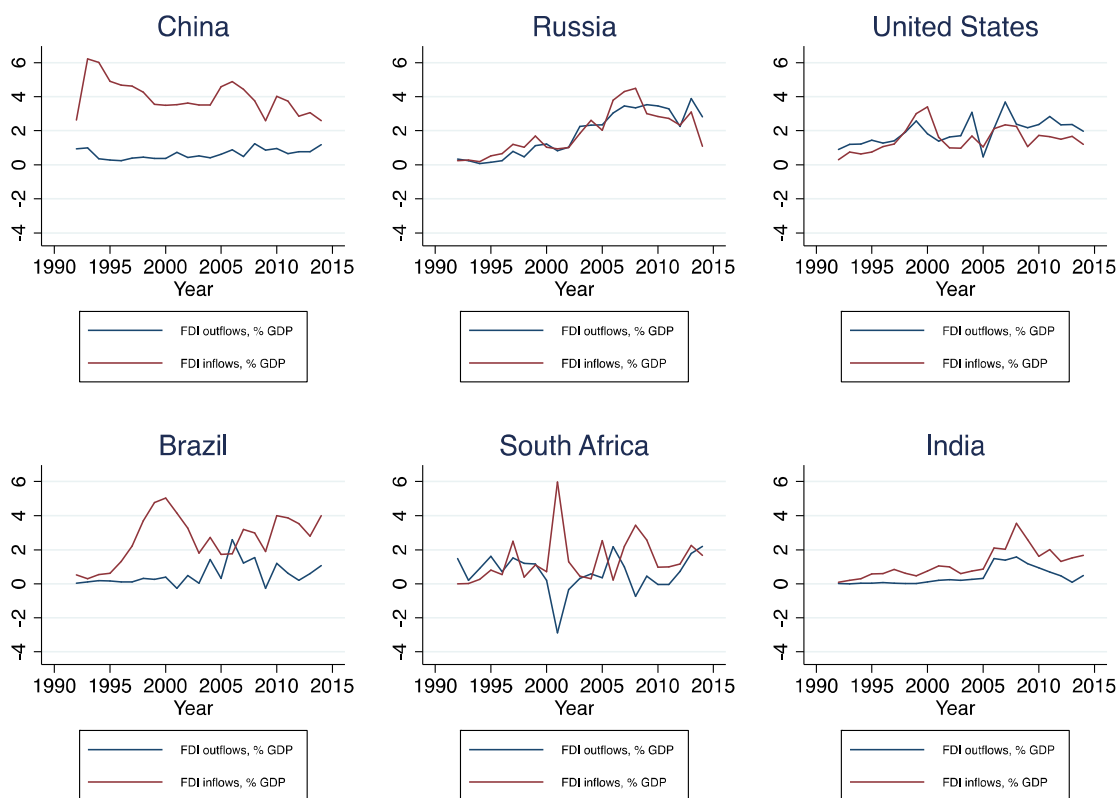 China
Russia
United States
6
4
2
0
-2
-4
6
4
2
0
-2
-4
6
4
2
0
-2
-4
1990 1995 2000 2005 2010 2015
1990 1995 2000 2005 2010 2015
1990 1995 2000 2005 2010 2015
Year
Year
Year
FDI outflows, % GDP
FDI inflows, % GDP
FDI outflows, % GDP
FDI inflows, % GDP
FDI outflows, % GDP
FDI inflows, % GDP
Brazil
South Africa
India
6
4
2
0
-2
-4
6
4
2
0
-2
-4
6
4
2
0
-2
-4
1990 1995 2000 2005 2010 2015
1990 1995 2000 2005 2010 2015
1990 1995 2000 2005 2010 2015
Year
Year
Year
FDI outflows, % GDP
FDI inflows, % GDP
FDI outflows, % GDP
FDI inflows, % GDP
FDI outflows, % GDP
FDI inflows, % GDP